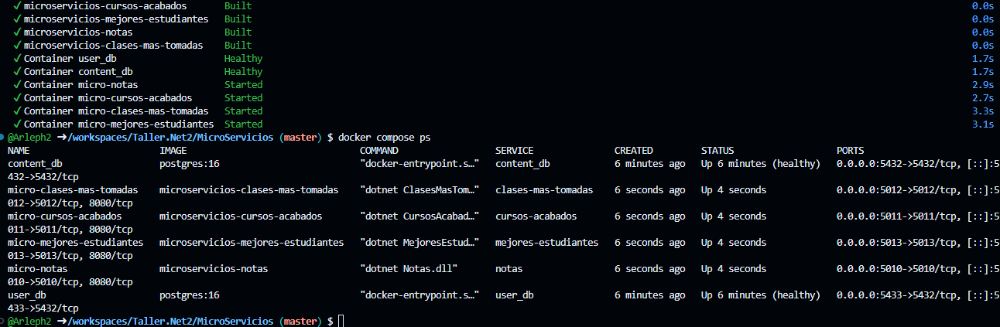 ✓ microservicios-cursos-acabados Built 0.0s
✓ microservicios-mejores-estudiantes Built 0.0s
✓ microservicios-notas Built 0.0s
✓ microservicios-clases-mas-tomadas Built 0.0s
✓ Container user_db Healthy 1.7s
✓ Container content_db Healthy 1.7s
✓ Container micro-notas Started 2.9s
✓ Container micro-cursos-acabados Started 2.7s
✓ Container micro-clases-mas-tomadas Started 3.3s
✓ Container micro-mejores-estudiantes Started 3.1s
@Arleph2 ➜/workspaces/Taller.Net2/MicroServicios (master) $ docker compose ps
NAME IMAGE COMMAND SERVICE CREATED STATUS PORTS
content_db postgres:16 "docker-entrypoint.s…" content_db 6 minutes ago Up 6 minutes (healthy) 0.0.0.0:5432->5432/tcp, [::]:5
432->5432/tcp
micro-clases-mas-tomadas microservicios-clases-mas-tomadas "dotnet ClasesMasTom…" clases-mas-tomadas 6 seconds ago Up 4 seconds 0.0.0.0:5012->5012/tcp, [::]:5
012->5012/tcp, 8080/tcp
micro-cursos-acabados microservicios-cursos-acabados "dotnet CursosAcabad…" cursos-acabados 6 seconds ago Up 4 seconds 0.0.0.0:5011->5011/tcp, [::]:5
011->5011/tcp, 8080/tcp
micro-mejores-estudiantes microservicios-mejores-estudiantes "dotnet MejoresEstud…" mejores-estudiantes 6 seconds ago Up 4 seconds 0.0.0.0:5013->5013/tcp, [::]:5
013->5013/tcp, 8080/tcp
micro-notas microservicios-notas "dotnet Notas.dll" notas 6 seconds ago Up 4 seconds 0.0.0.0:5010->5010/tcp, [::]:5
010->5010/tcp, 8080/tcp
user_db postgres:16 "docker-entrypoint.s…" user_db 6 minutes ago Up 6 minutes (healthy) 0.0.0.0:5433->5432/tcp, [::]:5
433->5432/tcp
@Arleph2 ➜/workspaces/Taller.Net2/MicroServicios (master) $